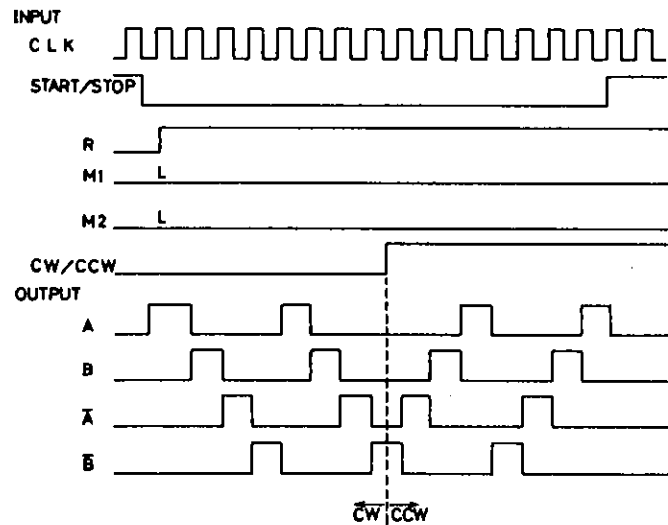 INPUT
CLK
START/STOP
R
M1 L
M2 L
CW/CCW
OUTPUT
A
B
A̅
B̅
CW CCW